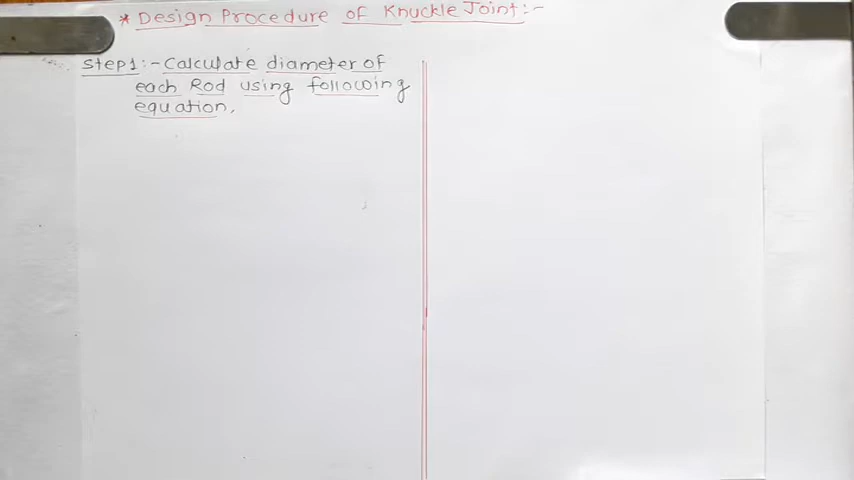 * Design Procedure of Knuckle Joint:-
Step1:- Calculate diameter of
each Rod using following
equation,